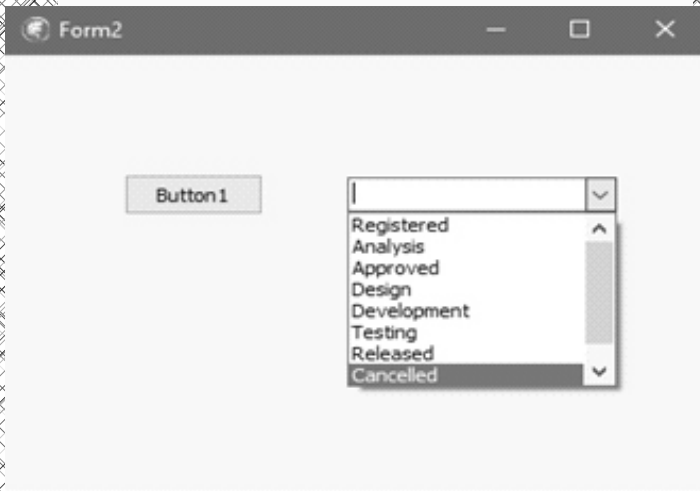 Form2
Button1
Registered
Analysis
Approved
Design
Development
Testing
Released
Cancelled